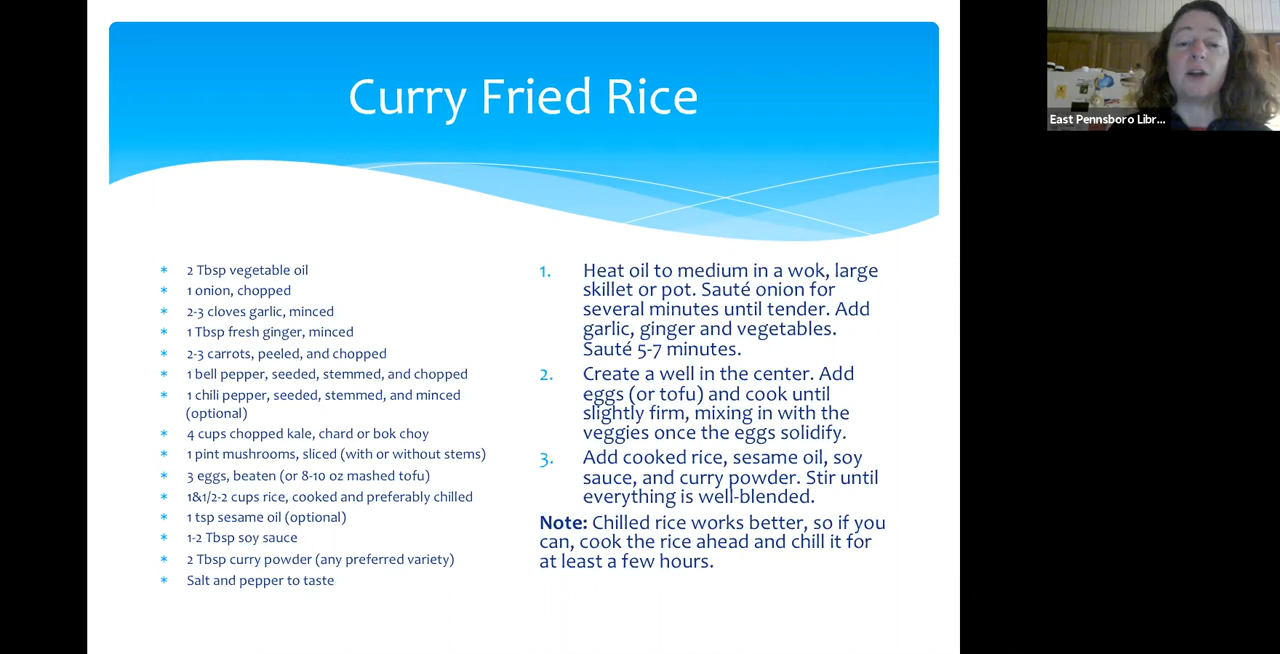 Curry Fried Rice
East Pennsboro Libr...
* 2 Tbsp vegetable oil
* 1 onion, chopped
* 2-3 cloves garlic, minced
* 1 Tbsp fresh ginger, minced
* 2-3 carrots, peeled, and chopped
* 1 bell pepper, seeded, stemmed, and chopped
* 1 chili pepper, seeded, stemmed, and minced
(optional)
* 4 cups chopped kale, chard or bok choy
* 1 pint mushrooms, sliced (with or without stems)
* 3 eggs, beaten (or 8-10 oz mashed tofu)
* 1&1/2-2 cups rice, cooked and preferably chilled
* 1 tsp sesame oil (optional)
* 1-2 Tbsp soy sauce
* 2 Tbsp curry powder (any preferred variety)
* Salt and pepper to taste
1. Heat oil to medium in a wok, large
skillet or pot. Sauté onion for
several minutes until tender. Add
garlic, ginger and vegetables.
Sauté 5-7 minutes.
2. Create a well in the center. Add
eggs (or tofu) and cook until
slightly firm, mixing in with the
veggies once the eggs solidify.
3. Add cooked rice, sesame oil, soy
sauce, and curry powder. Stir until
everything is well-blended.
Note: Chilled rice works better, so if you
can, cook the rice ahead and chill it for
at least a few hours.